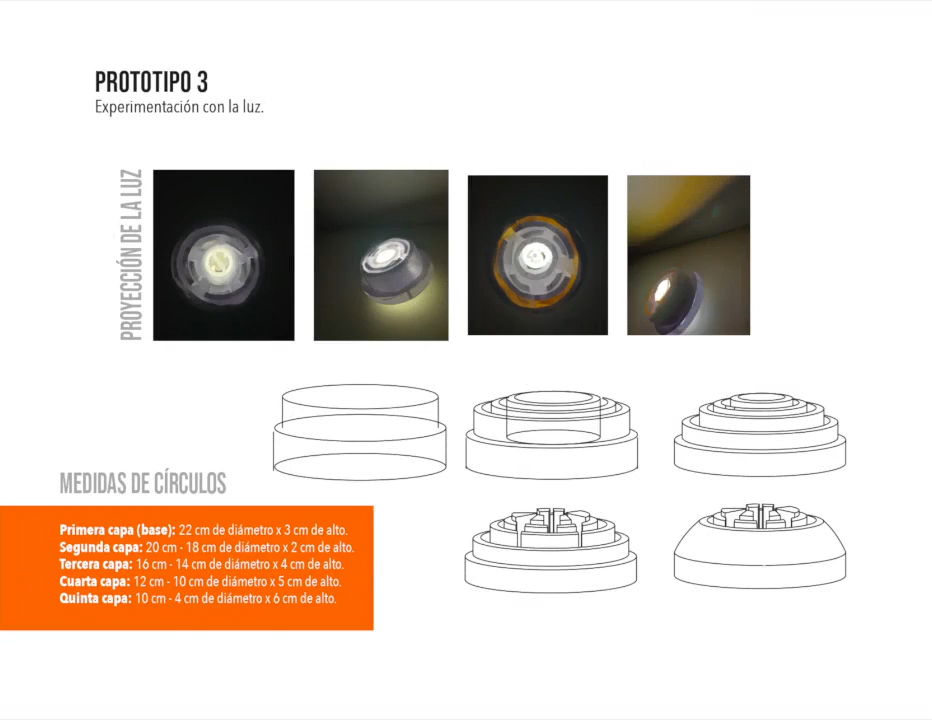 PROTOTIPO 3
Experimentación con la luz.
PROYECCIÓN DE LA LUZ
MEDIDAS DE CÍRCULOS
Primera capa (base): 22 cm de diámetro x 3 cm de alto.
Segunda capa: 20 cm - 18 cm de diámetro x 2 cm de alto.
Tercera capa: 16 cm - 14 cm de diámetro x 4 cm de alto.
Cuarta capa: 12 cm - 10 cm de diámetro x 5 cm de alto.
Quinta capa: 10 cm - 4 cm de diámetro x 6 cm de alto.